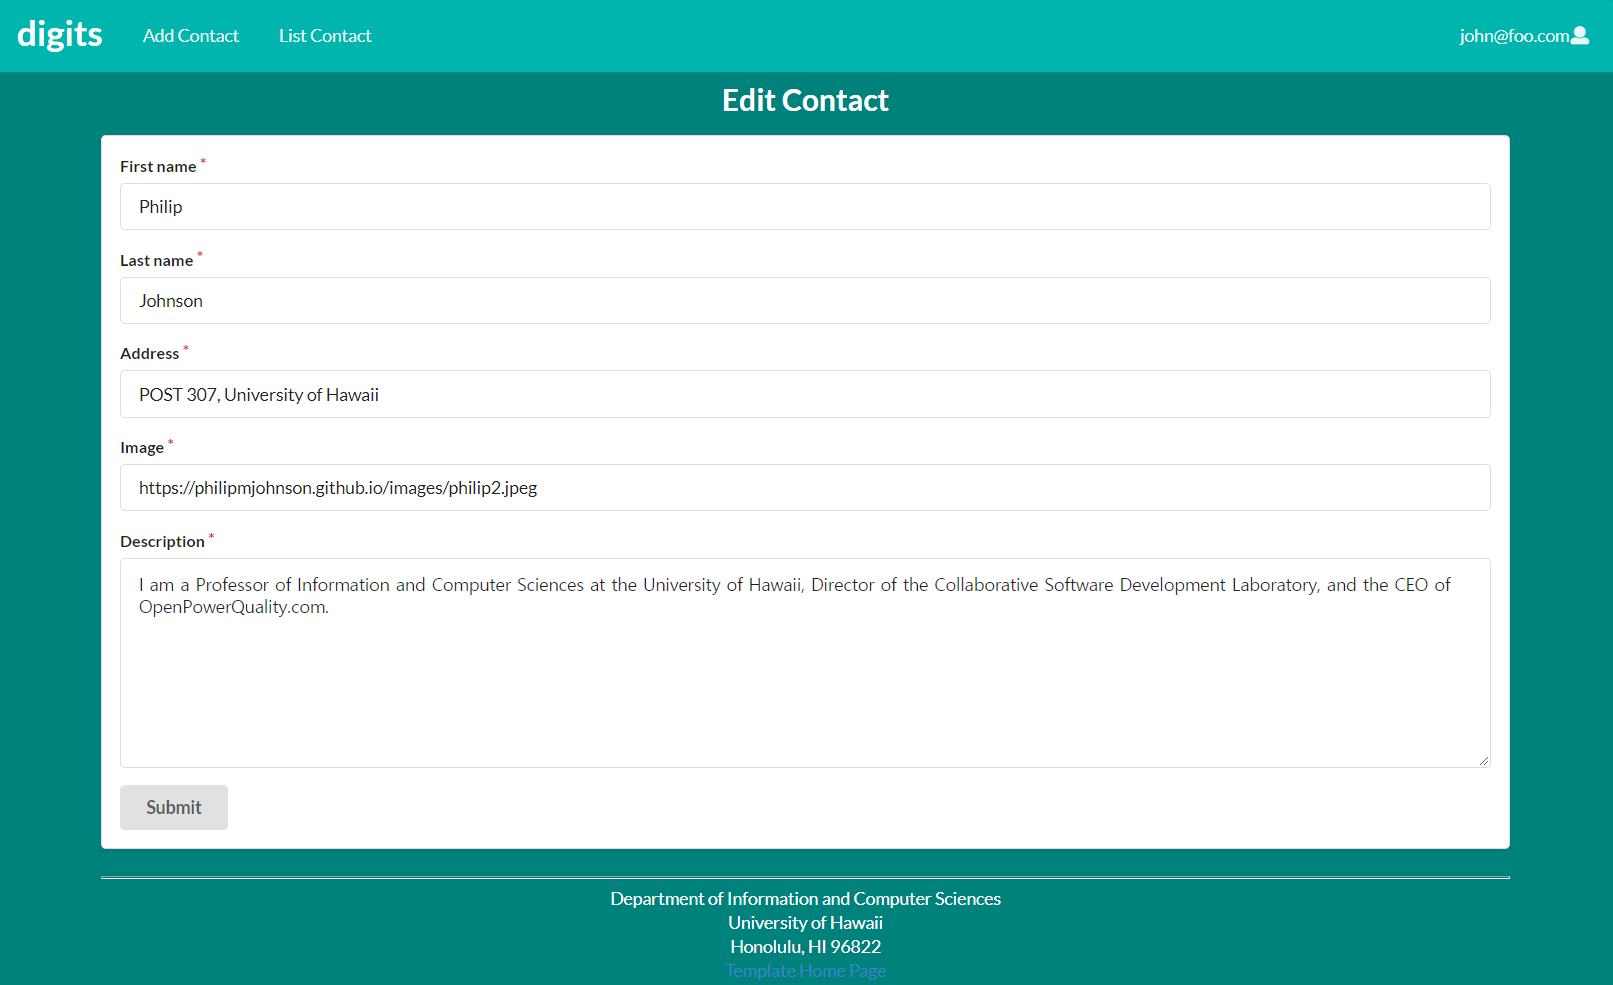 digits
Add Contact
List Contact
john@foo.com
Edit Contact
First name *
Philip
Last name *
Johnson
Address *
POST 307, University of Hawaii
Image *
https://philipmjohnson.github.io/images/philip2.jpeg
Description *
I am a Professor of Information and Computer Sciences at the University of Hawaii, Director of the Collaborative Software Development Laboratory, and the CEO of
OpenPowerQuality.com.
Submit
Department of Information and Computer Sciences
University of Hawaii
Honolulu, HI 96822
Template Home Page